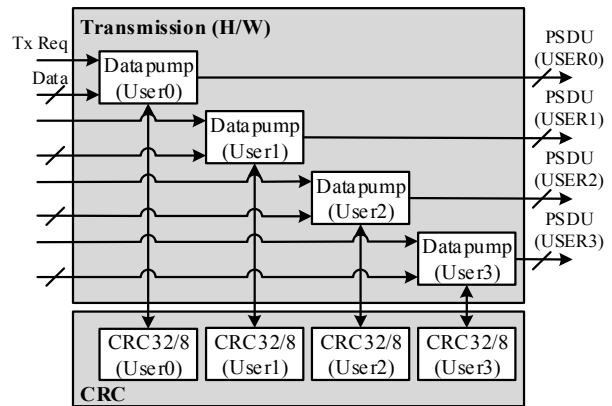 Transmission (H/W)
Tx Req
Data
Datapump
(User0)
PSDU
(USER0)
Datapump
(User1)
PSDU
(USER1)
Datapump
(User2)
PSDU
(USER2)
Datapump
(User3)
PSDU
(USER3)
CRC32/8
(User0)
CRC32/8
(User1)
CRC32/8
(User2)
CRC32/8
(User3)
CRC